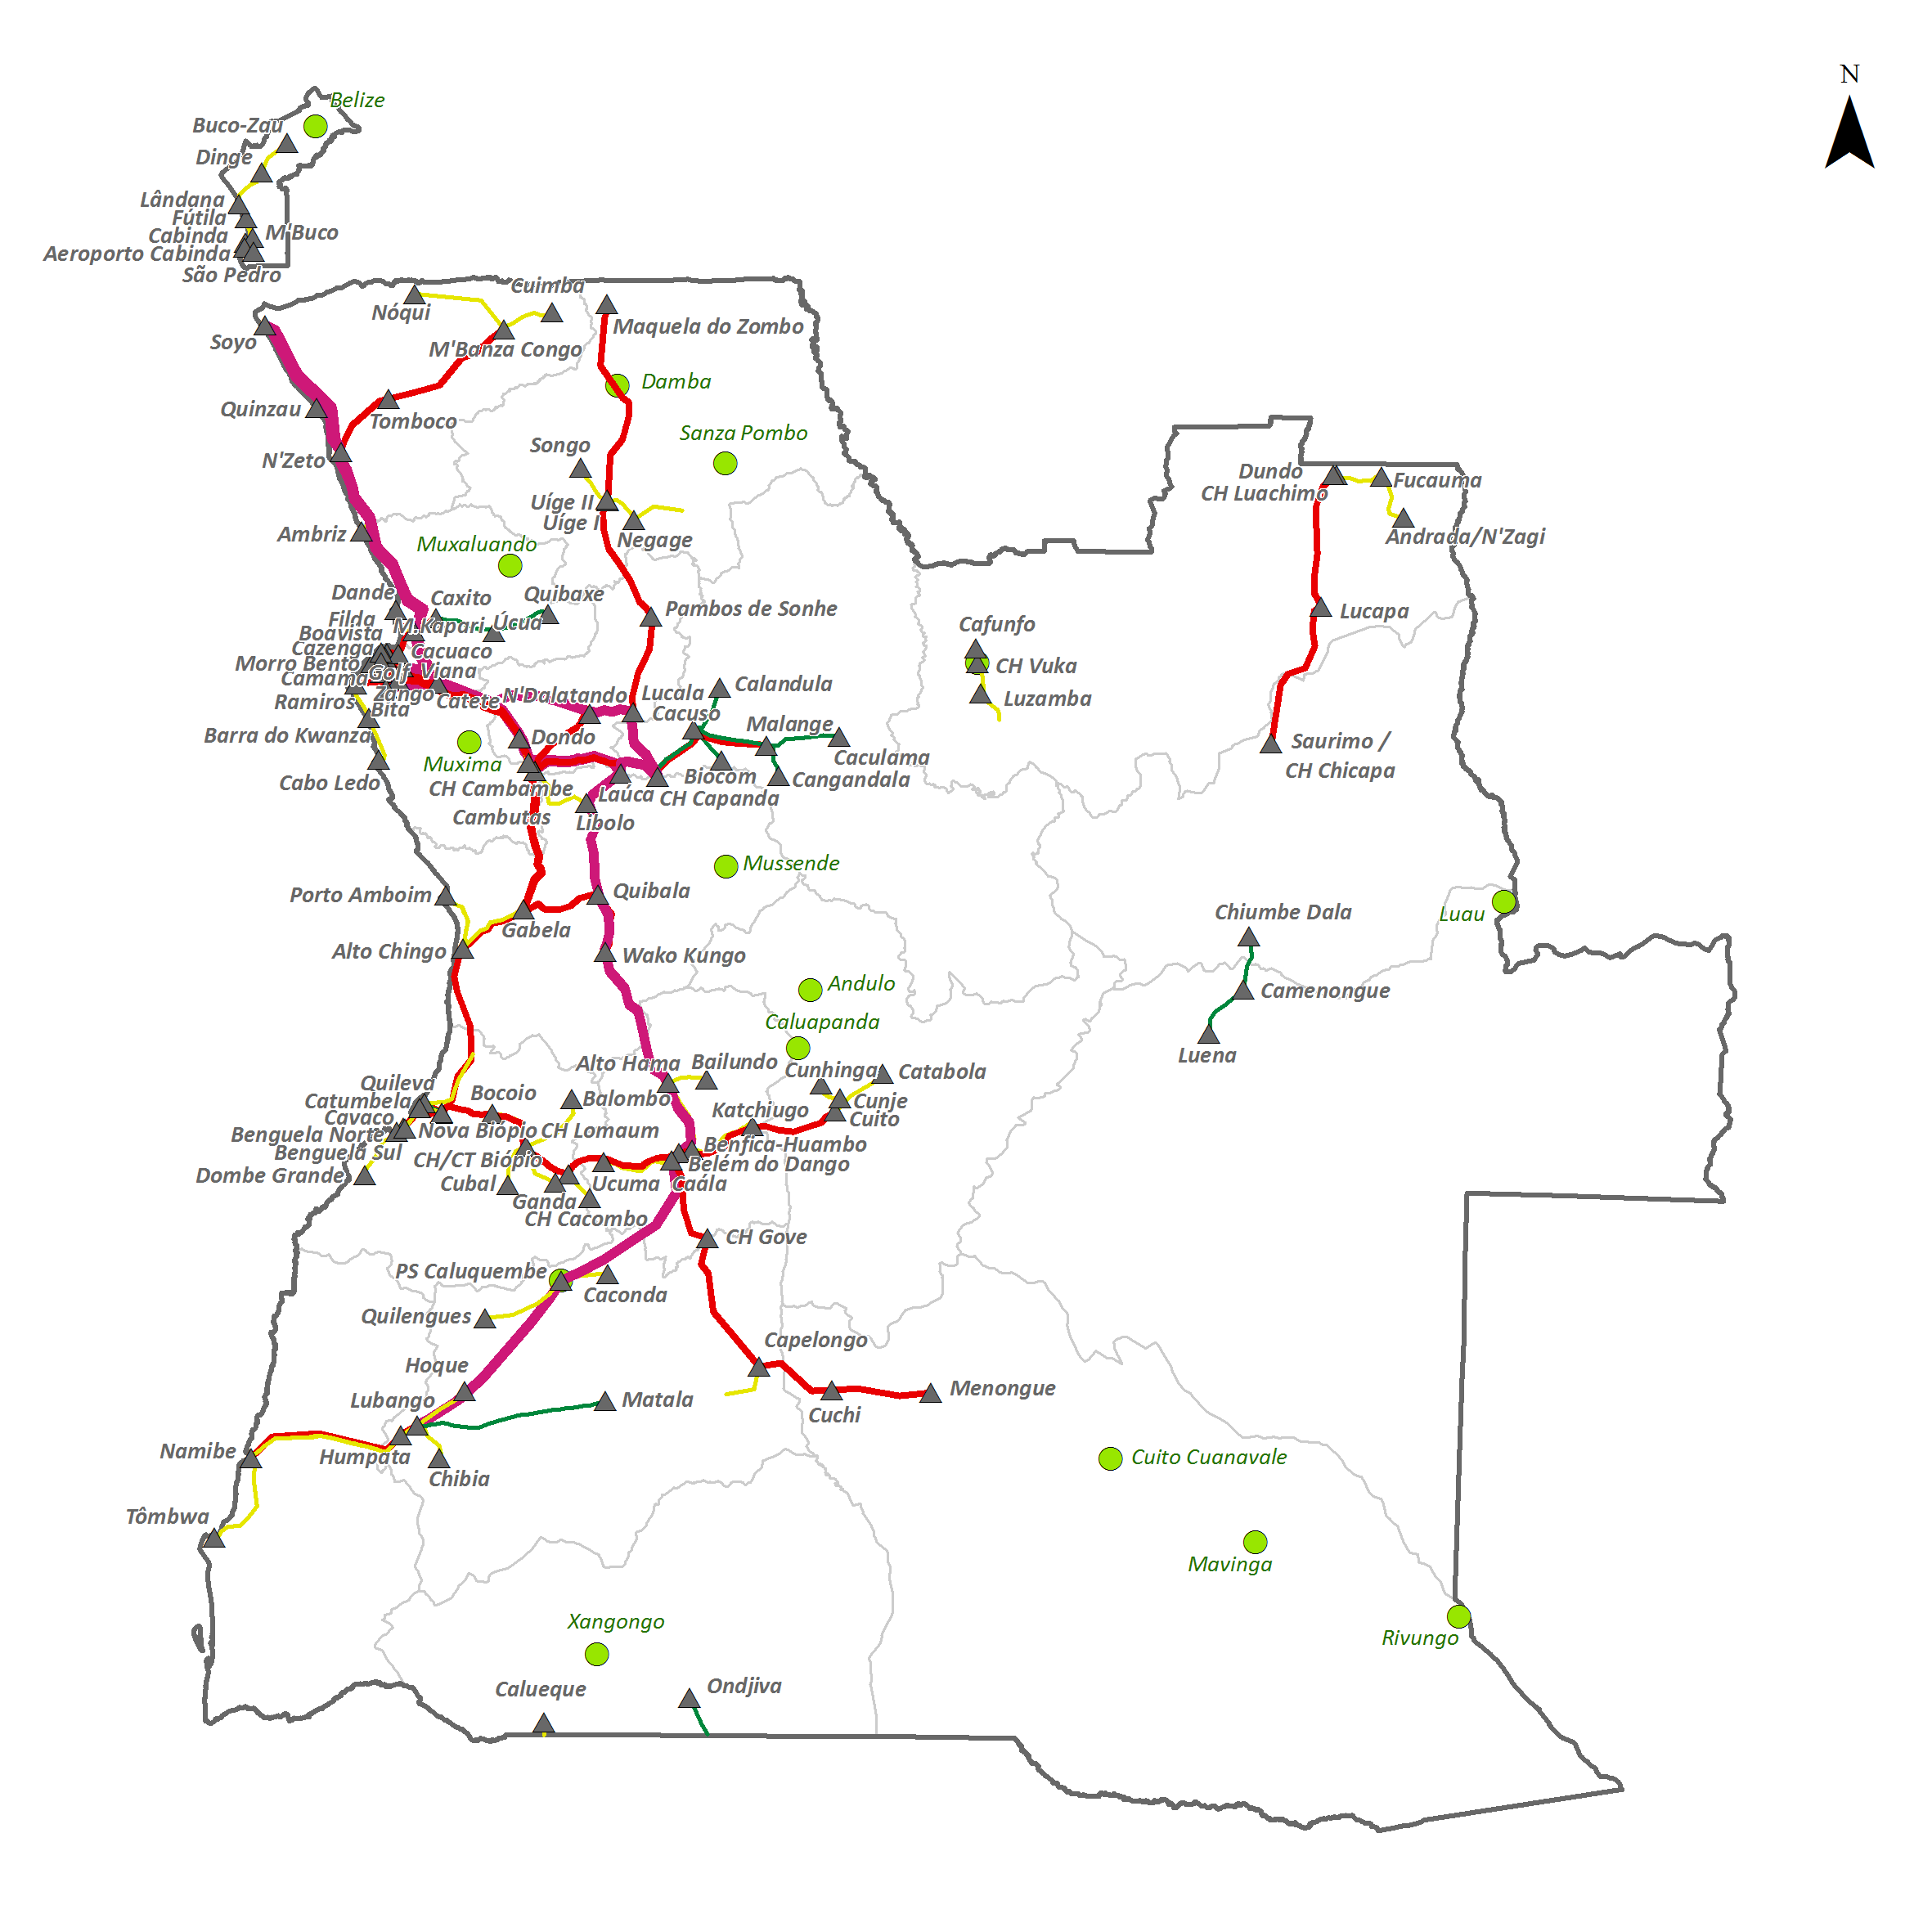 N
Belize
Buco-Zau
Dinge
Lândana
Fútila
Cabinda
M'Buco
Aeroporto Cabinda
São Pedro
Cuimba
Nóqui
Maquela do Zombo
Soyo
M'Banza Congo
Damba
Quinzau
Tomboco
Sanza Pombo
Songo
N'Zeto
Dundo
CH Luachimo
Fucauma
Uíge II
Uíge I
Ambriz
Negage
Andrada/N'Zagi
Muxaluando
Dande
Caxito
Quibaxe
Filda
M.Kapari
Úcua
Pambos de Sonhe
Lucapa
Boavista
Cazenga
Cacuaco
Cafunfo
Morro Bento
Golf
Viana
CH Vuka
Camama
Zango
Catete
N'Dalatando
Lucala
Calandula
Ramiros
Bita
Cacuso
Luzamba
Barra do Kwanza
Dondo
Malange
Saurimo /
CH Chicapa
Muxima
Caculama
Cabo Ledo
CH Cambambe
Laúca
Biocom
Cangandala
CH Capanda
Cambutas
Libolo
Mussende
Porto Amboim
Quibala
Luau
Chiumbe Dala
Gabela
Alto Chingo
Wako Kungo
Andulo
Camenongue
Caluapanda
Luena
Alto Hama
Bailundo
Cunhinga
Catabola
Quileva
Bocoio
Balombo
Catumbela
Katchiugo
Cunje
Cavaco
Cuito
Benguela Norte
Nova Biópio
CH Lomaum
Benfica-Huambo
Benguela Sul
CH/CT Biópio
Belém do Dango
Dombe Grande
Cubal
Ucuma
Caála
Ganda
CH Cacombo
CH Gove
PS Caluquembe
Caconda
Quilengues
Capelongo
Hoque
Lubango
Matala
Menongue
Cuchi
Namibe
Humpata
Chibia
Cuito Cuanavale
Tômbwa
Mavinga
Xangongo
Rivungo
Calueque
Ondjiva